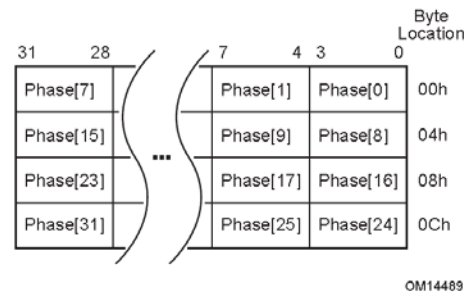 Byte
Location
31 28 7 4 3 0
Phase[7] Phase[1] Phase[0] 00h
Phase[15] ... Phase[9] Phase[8] 04h
Phase[23] Phase[17] Phase[16] 08h
Phase[31] Phase[25] Phase[24] 0Ch
OM14489